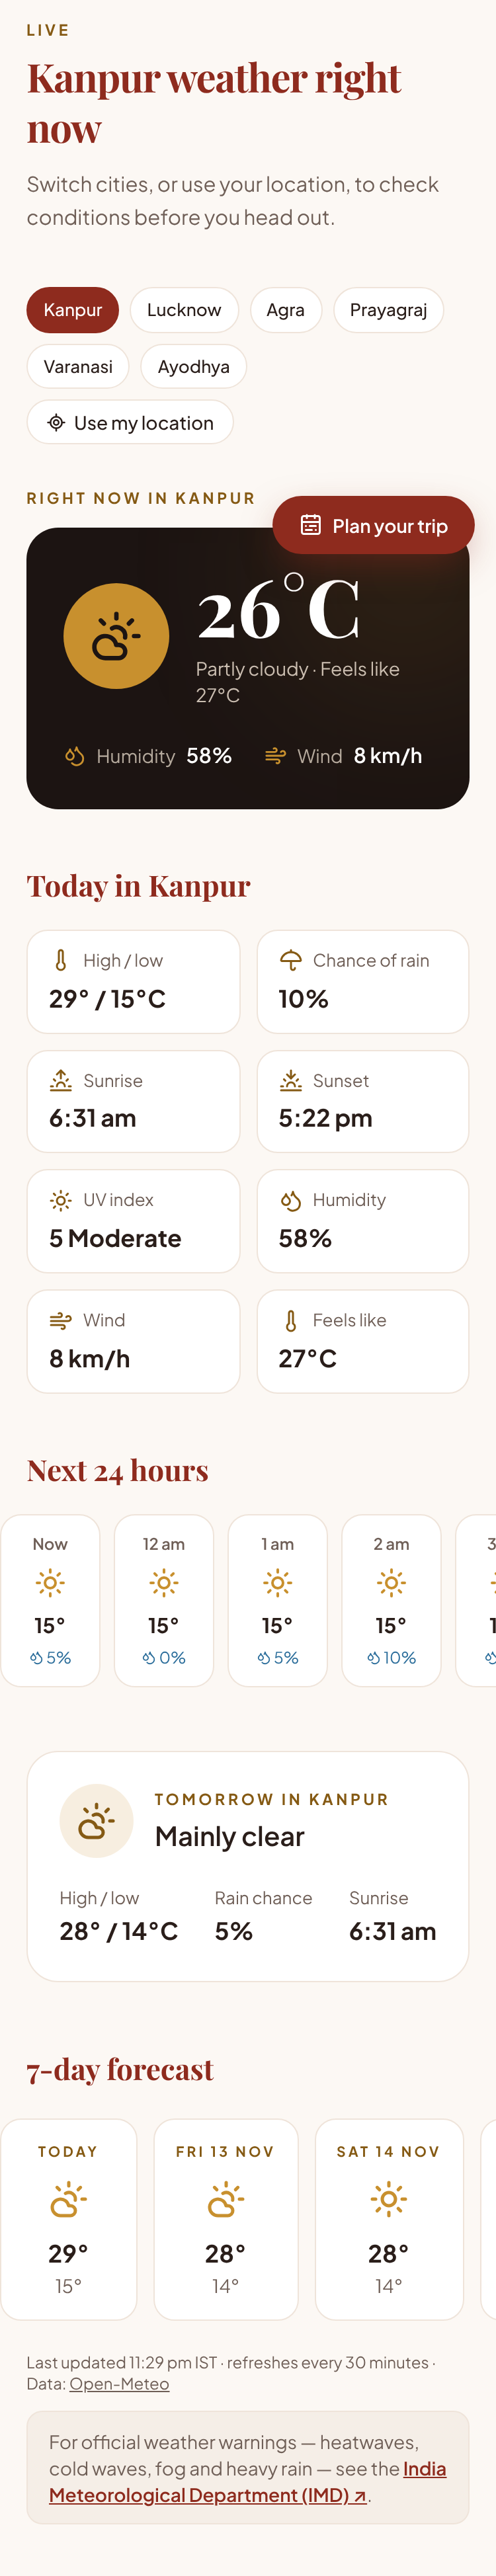 LIVE
Kanpur weather right
now
Switch cities, or use your location, to check
conditions before you head out.
Kanpur Lucknow Agra Prayagraj
Varanasi Ayodhya
Use my location
RIGHT NOW IN KANPUR
Plan your trip
26°C
Partly cloudy · Feels like
27°C
Humidity 58% Wind 8 km/h
Today in Kanpur
High / low
29° / 15°C
Chance of rain
10%
Sunrise
6:31 am
Sunset
5:22 pm
UV index
5 Moderate
Humidity
58%
Wind
8 km/h
Feels like
27°C
Next 24 hours
Now
15°
5%
12 am
15°
0%
1 am
15°
5%
2 am
15°
10%
3
1
TOMORROW IN KANPUR
Mainly clear
High / low
28° / 14°C
Rain chance
5%
Sunrise
6:31 am
7-day forecast
TODAY
29°
15°
FRI 13 NOV
28°
14°
SAT 14 NOV
28°
14°
Last updated 11:29 pm IST · refreshes every 30 minutes ·
Data: Open-Meteo
For official weather warnings — heatwaves,
cold waves, fog and heavy rain — see the India
Meteorological Department (IMD) ↗.